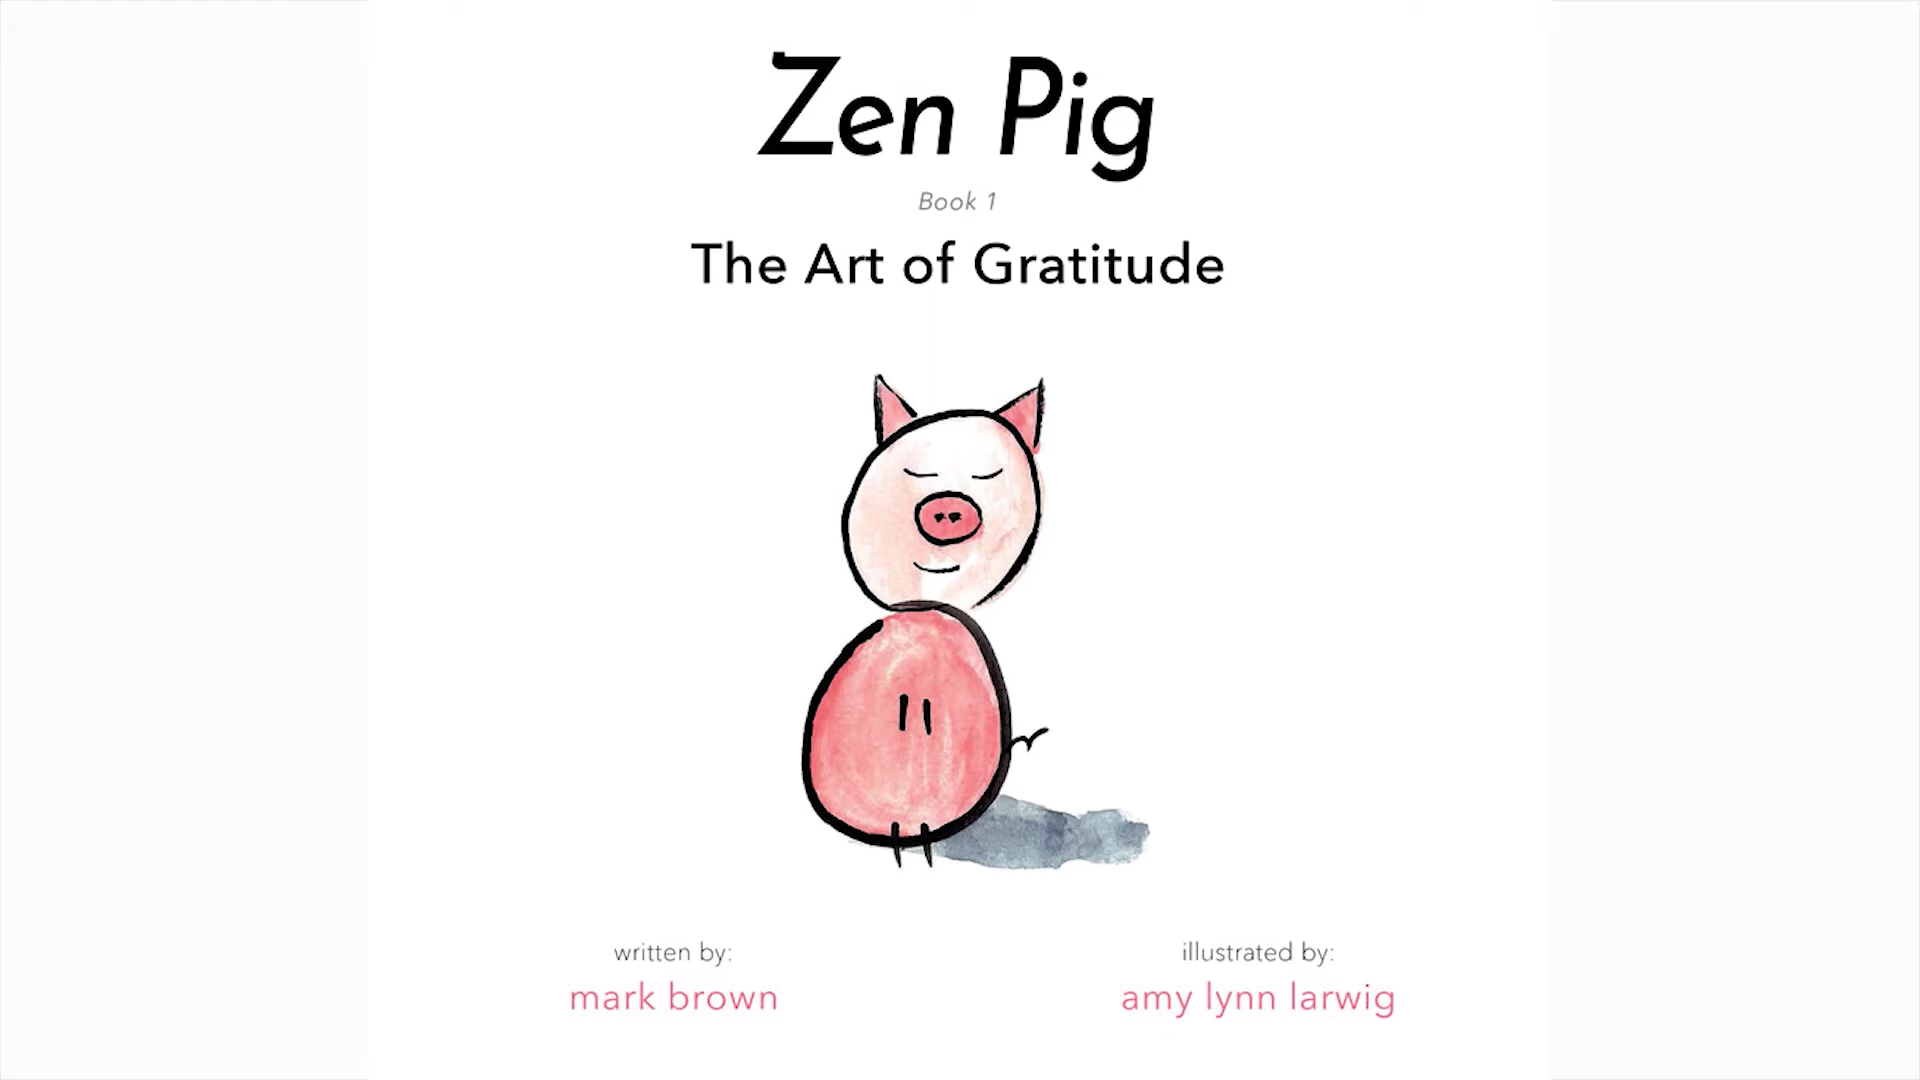 Zen Pig
Book 1
The Art of Gratitude
written by:
mark brown
illustrated by:
amy lynn larwig